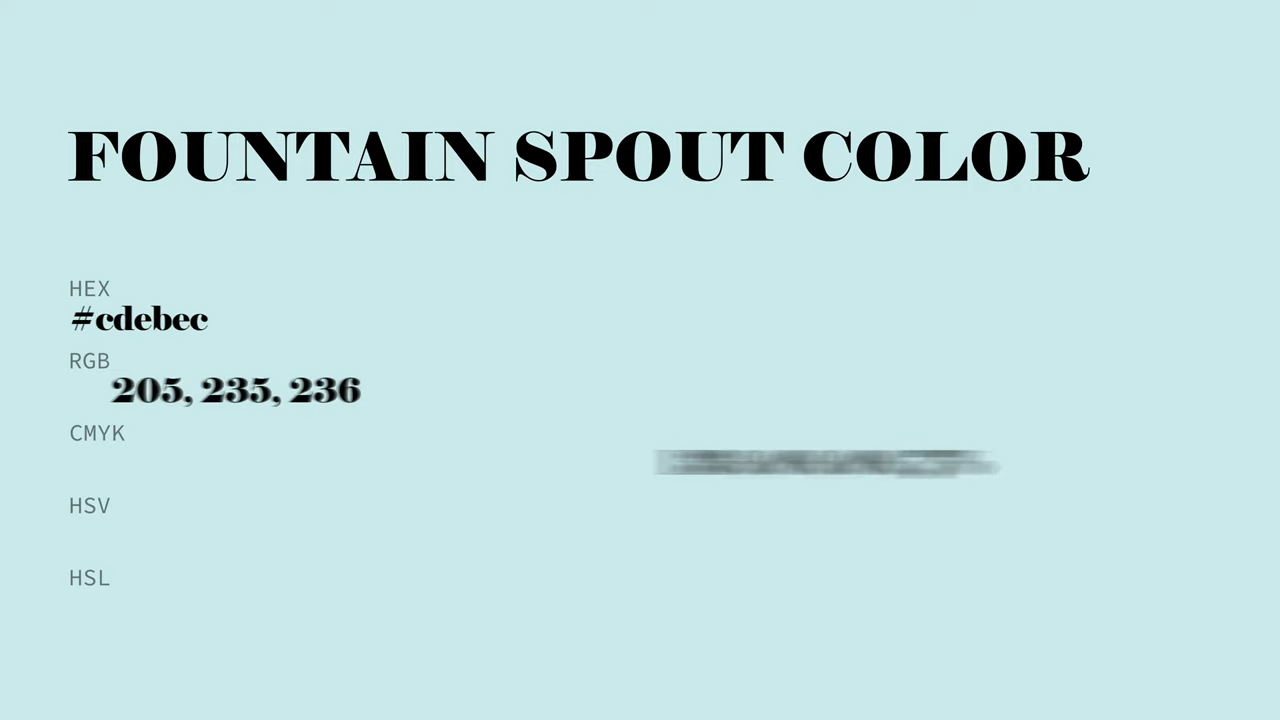 FOUNTAIN SPOUT COLOR
HEX
#cdebec
RGB
205, 235, 236
CMYK
HSV
HSL